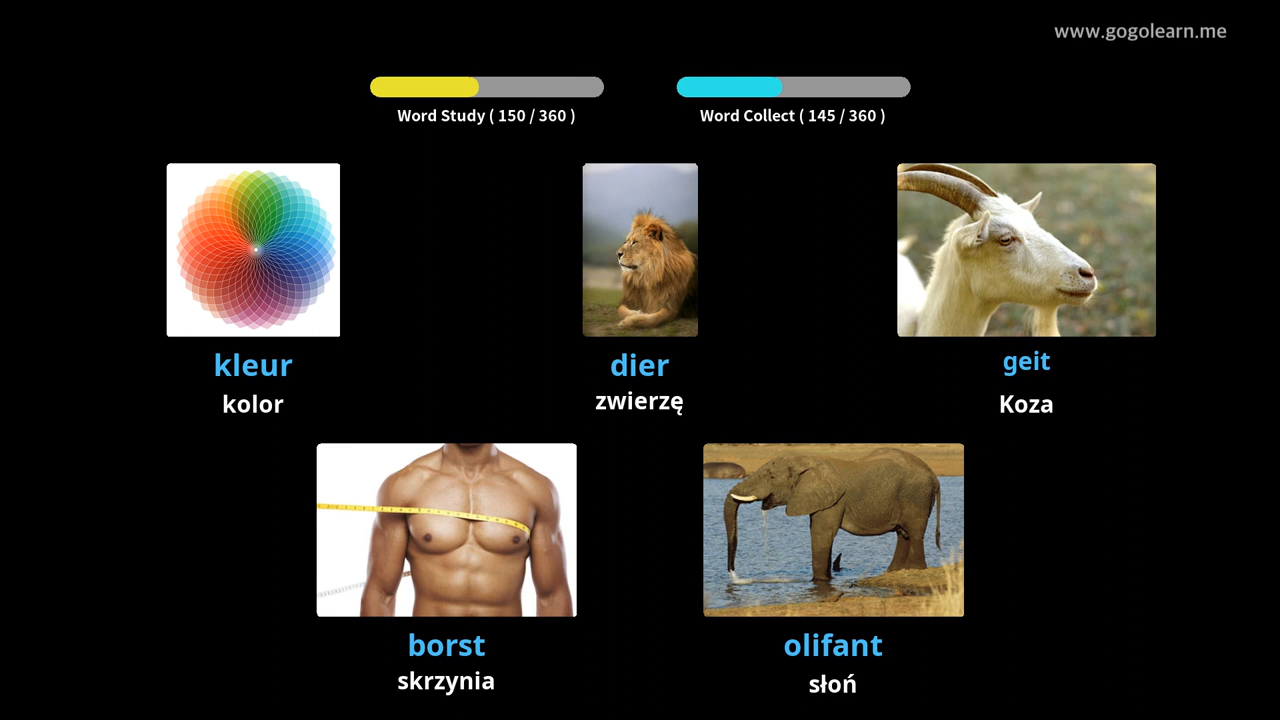 www.gogolearn.me
Word Study ( 150 / 360 )
Word Collect ( 145 / 360 )
kleur
kolor
dier
zwierzę
geit
Koza
borst
skrzynia
olifant
słoń